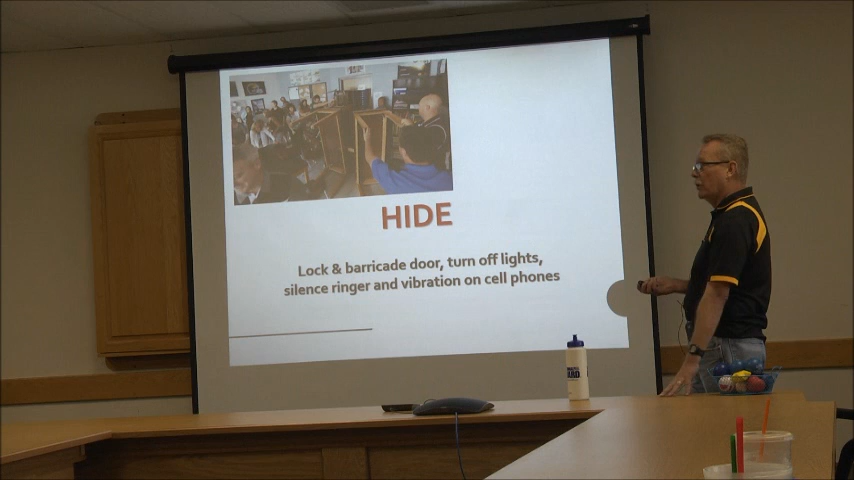 HIDE
Lock & barricade door, turn off lights,
silence ringer and vibration on cell phones